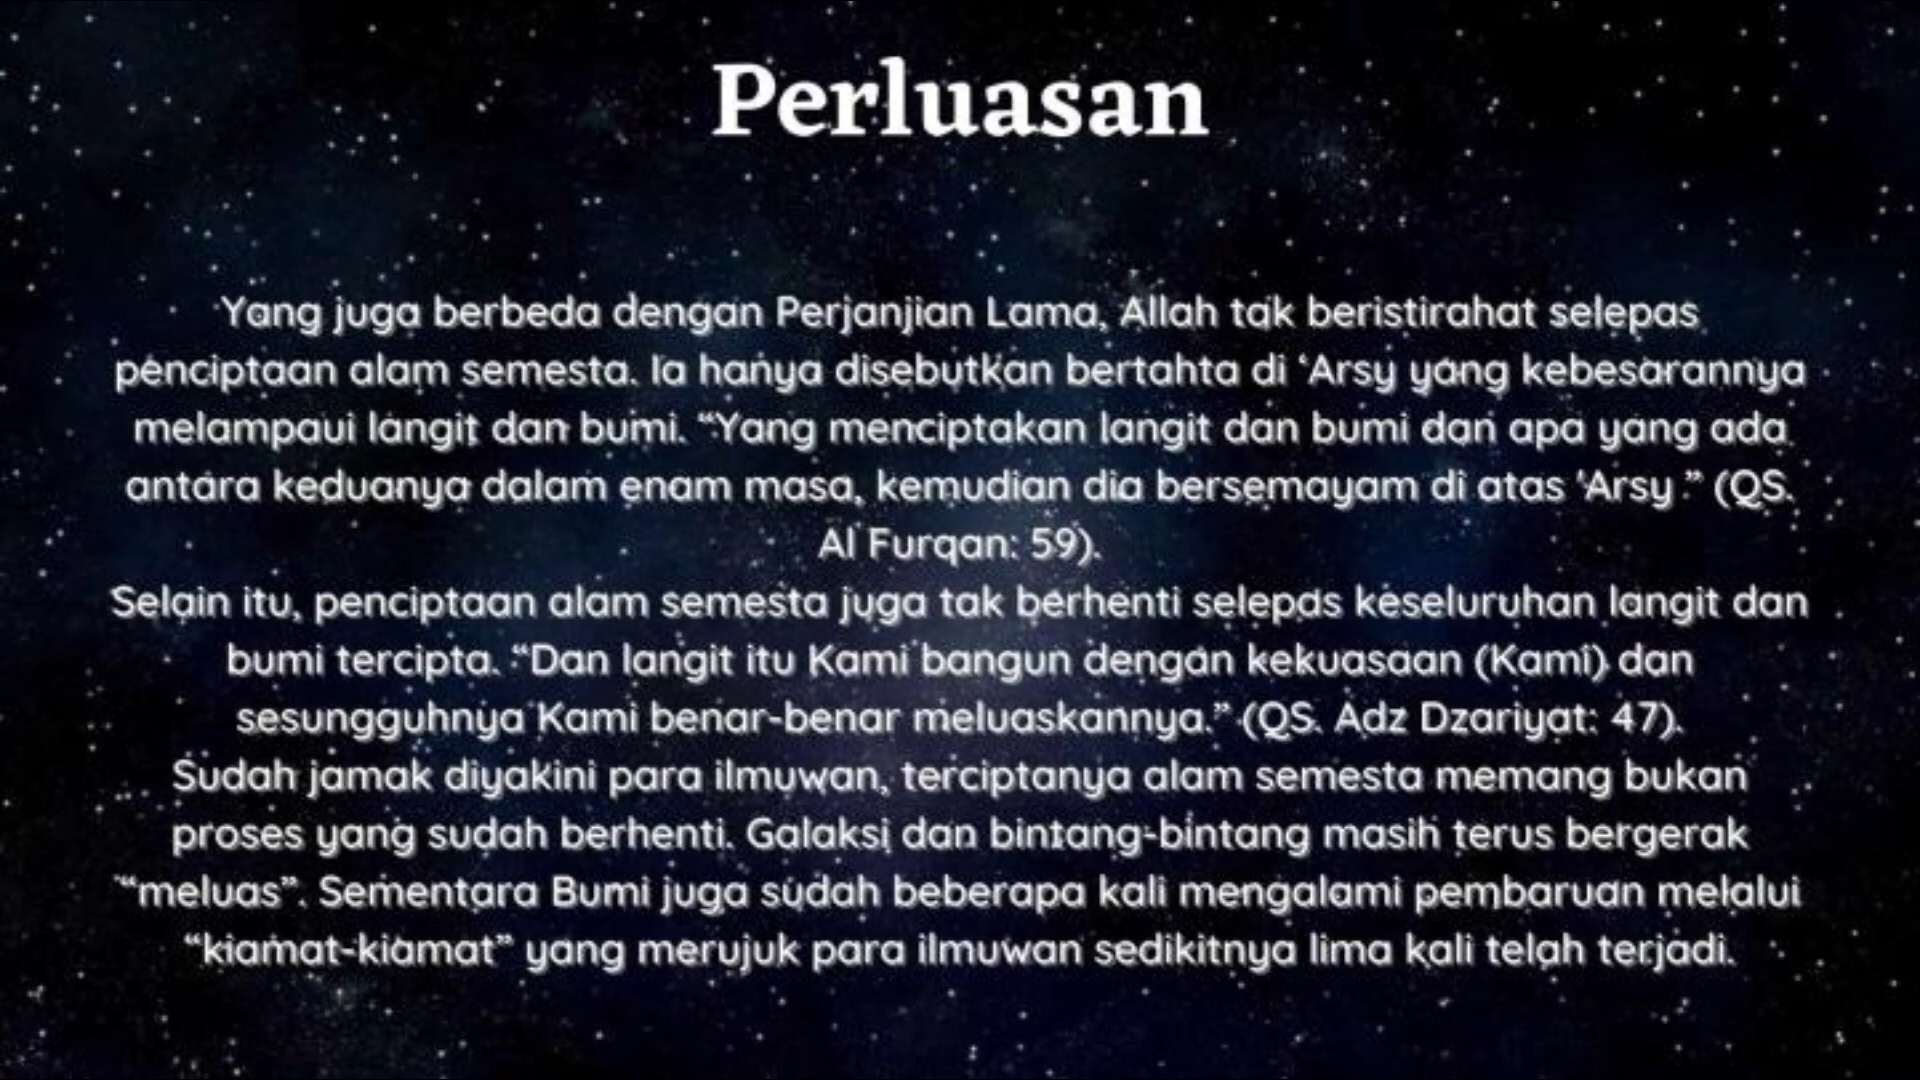 Perluasan
Yang juga berbeda dengan Perjanjian Lama, Allah tak beristirahat selepas
penciptaan alam semesta. Ia hanya disebutkan bertahta di ‘Arsy yang kebesarannya
melampaui langit dan bumi. “Yang menciptakan langit dan bumi dan apa yang ada
antara keduanya dalam enam masa, kemudian dia bersemayam di atas ‘Arsy.” (QS.
Al Furqan: 59).
Selain itu, penciptaan alam semesta juga tak berhenti selepas keseluruhan langit dan
bumi tercipta. “Dan langit itu Kami bangun dengan kekuasaan (Kami) dan
sesungguhnya Kami benar-benar meluaskannya.” (QS. Adz Dzariyat: 47).
Sudah jamak diyakini para ilmuwan, terciptanya alam semesta memang bukan
proses yang sudah berhenti. Galaksi dan bintang-bintang masih terus bergerak
“meluas”. Sementara Bumi juga sudah beberapa kali mengalami pembaruan melalui
“kiamat-kiamat” yang merujuk para ilmuwan sedikitnya lima kali telah terjadi.